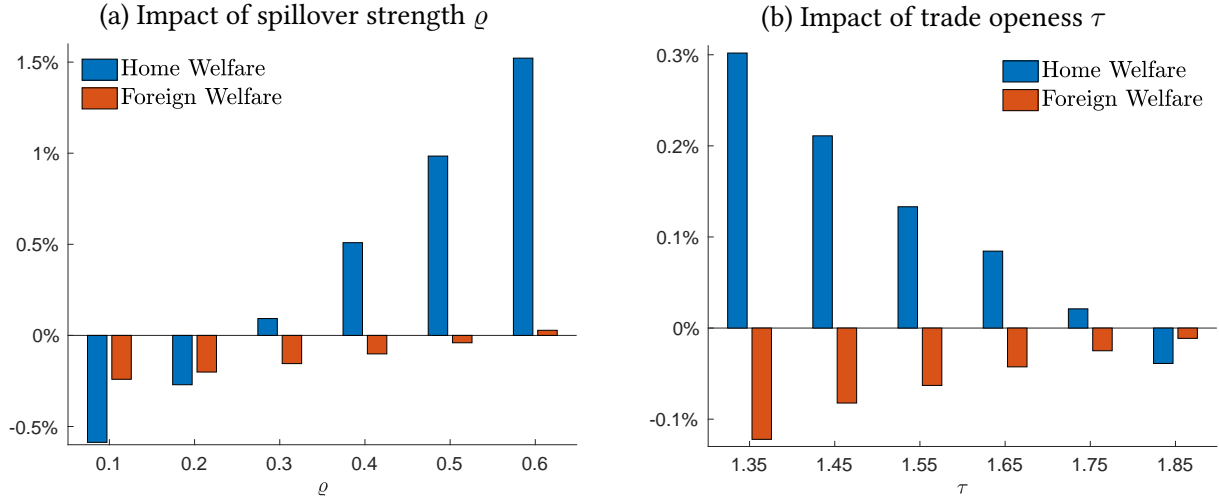 (a) Impact of spillover strength ϱ
1.5%
1%
0.5%
0%
-0.5%
Home Welfare
Foreign Welfare
0.1 0.2 0.3 0.4 0.5 0.6
ϱ
(b) Impact of trade openess τ
0.3%
0.2%
0.1%
0%
-0.1%
Home Welfare
Foreign Welfare
1.35 1.45 1.55 1.65 1.75 1.85
τ